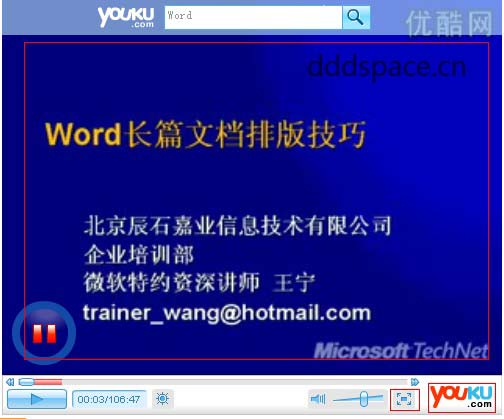 YOUKU
.com
Word
优酷网
dddspace.cn
Word长篇文档排版技巧
北京辰石嘉业信息技术有限公司
企业培训部
微软特约资深讲师 王宁
trainer_wang@hotmail.com
Microsoft TechNet
00:03/106:47
YOUKU
.com